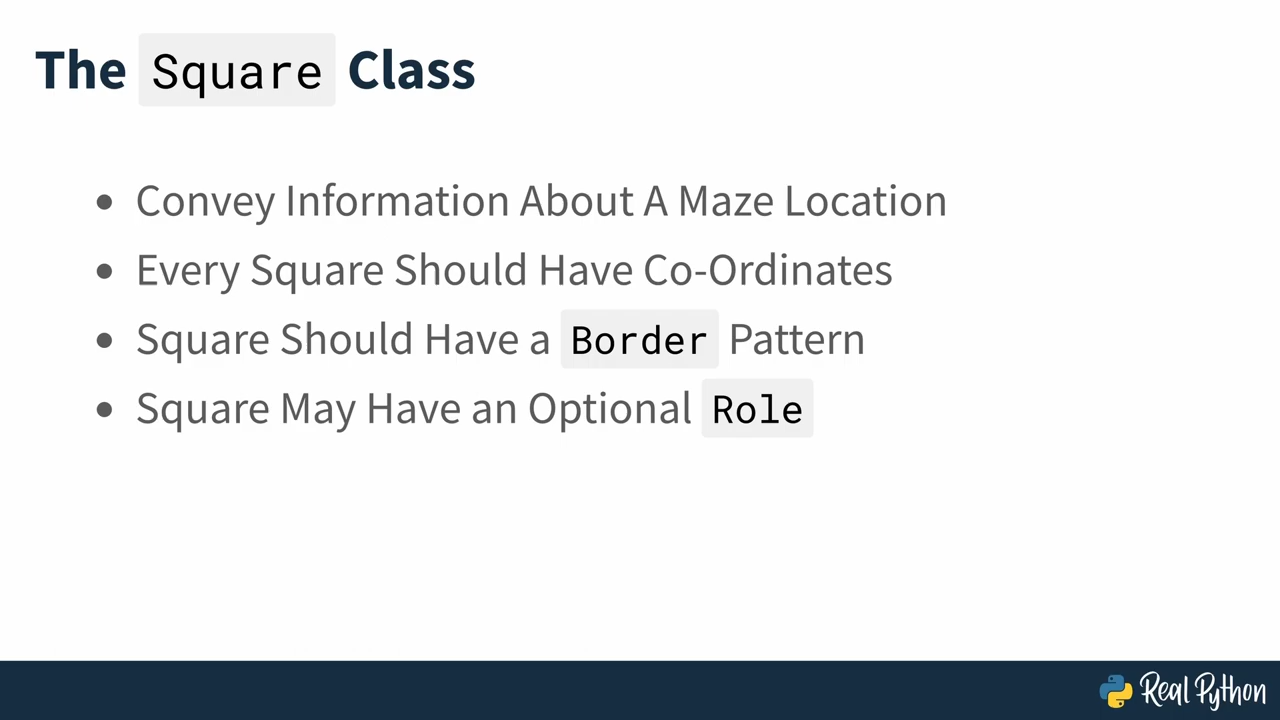 The Square Class
• Convey Information About A Maze Location
• Every Square Should Have Co-Ordinates
• Square Should Have a Border Pattern
• Square May Have an Optional Role
Real Python